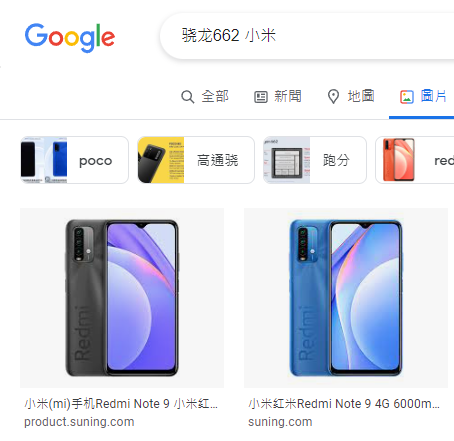 Google
骁龙662 小米
全部 新聞 地圖 圖片
poco 高通骁 跑分 red
Redmi Redmi
小米(mi)手机Redmi Note 9 小米紅... 小米紅米Redmi Note 9 4G 6000m...
product.suning.com suning.com